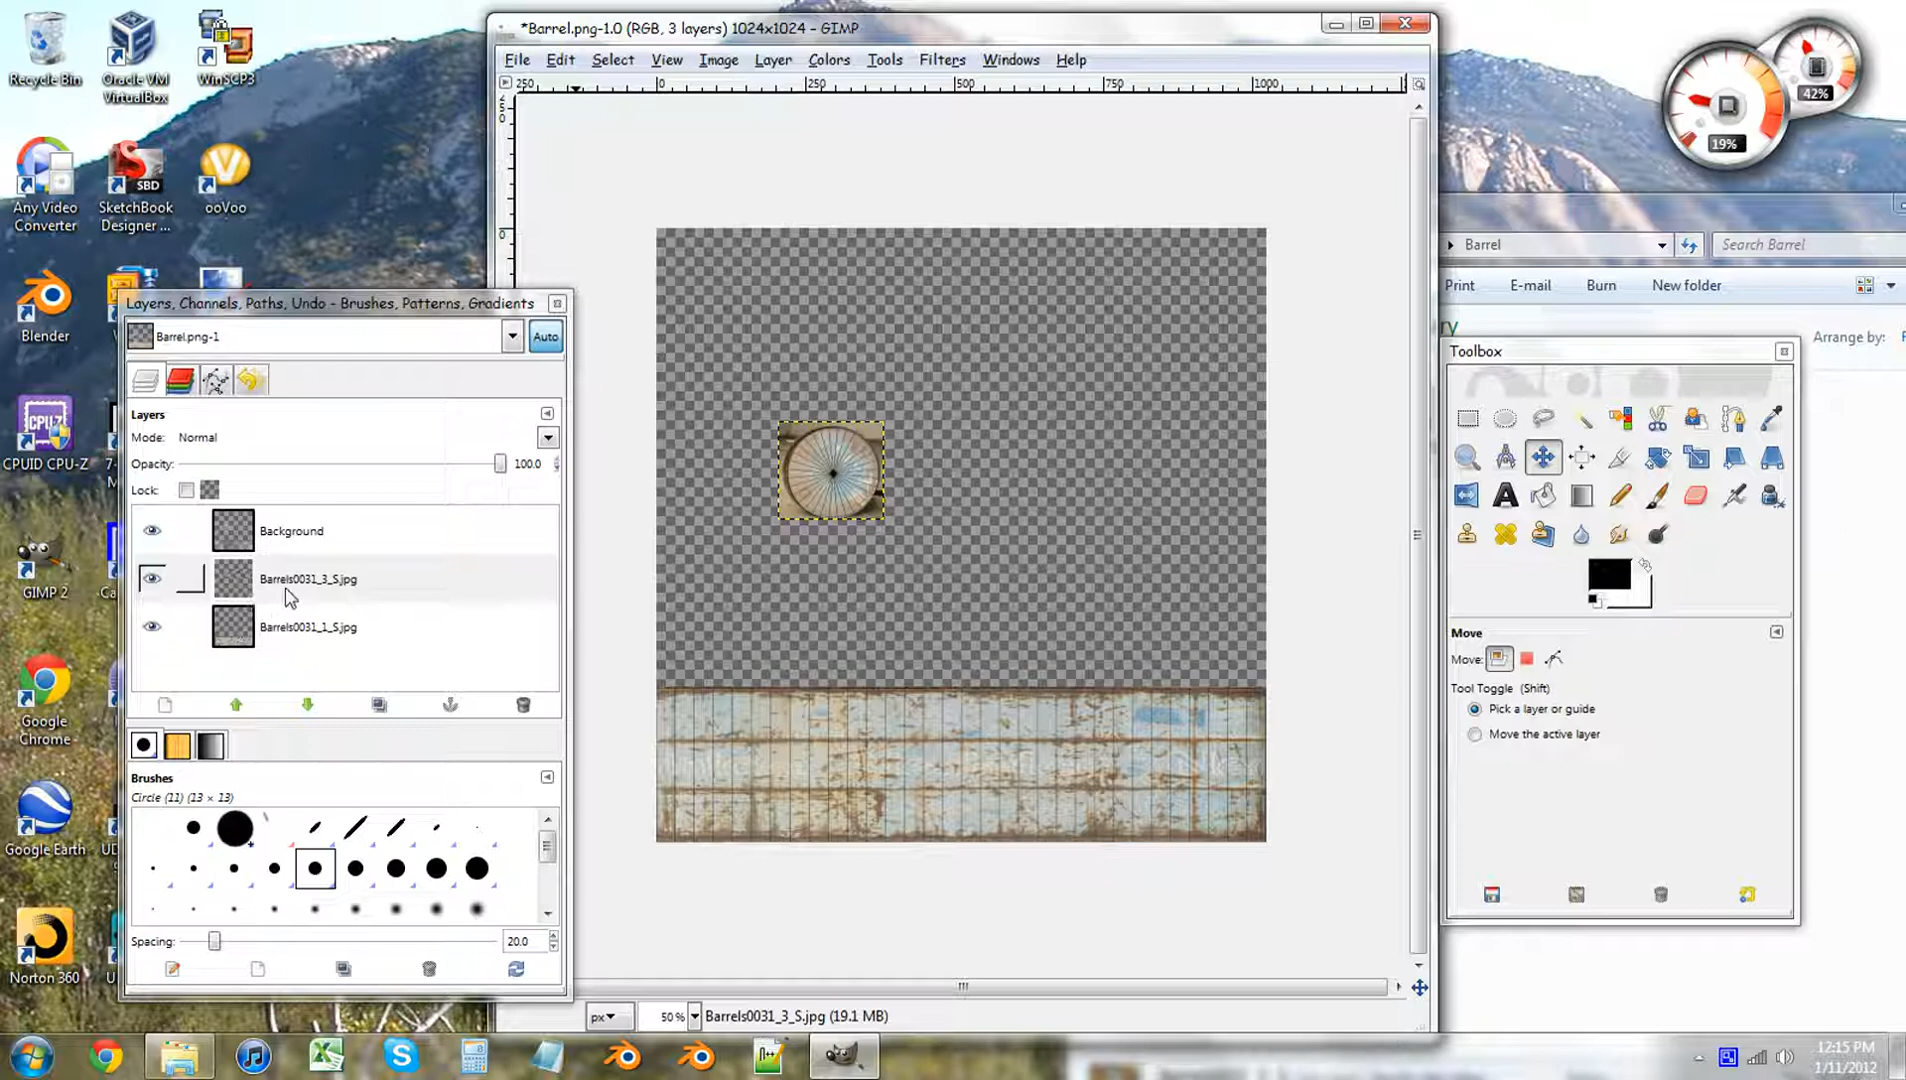 Recycle Bin
Oracle VM
VirtualBox
WinSCP3
Any Video
Converter
SBD
SketchBook
Designer ...
ooVoo
Blender
CPU-Z
CPUID CPU-Z
GIMP 2
Google
Chrome
Google Earth
Norton 360
*Barrel.png-1.0 (RGB, 3 layers) 1024x1024 – GIMP
File Edit Select View Image Layer Colors Tools Filters Windows Help
250 0 250 500 750 1000
Layers, Channels, Paths, Undo - Brushes, Patterns, Gradients
Barrel.png-1
Auto
Layers
Mode: Normal
Opacity: 100.0
Lock:
Background
Barrels0031_3_S.jpg
Barrels0031_1_S.jpg
Brushes
Circle (11) (13 × 13)
Spacing: 20.0
px 50 % Barrels0031_3_S.jpg (19.1 MB)
42%
19%
Barrel
Search Barrel
Print E-mail Burn New folder
Arrange by:
Toolbox
Move
Move:
Tool Toggle (Shift)
Pick a layer or guide
Move the active layer
12:15 PM
1/11/2012